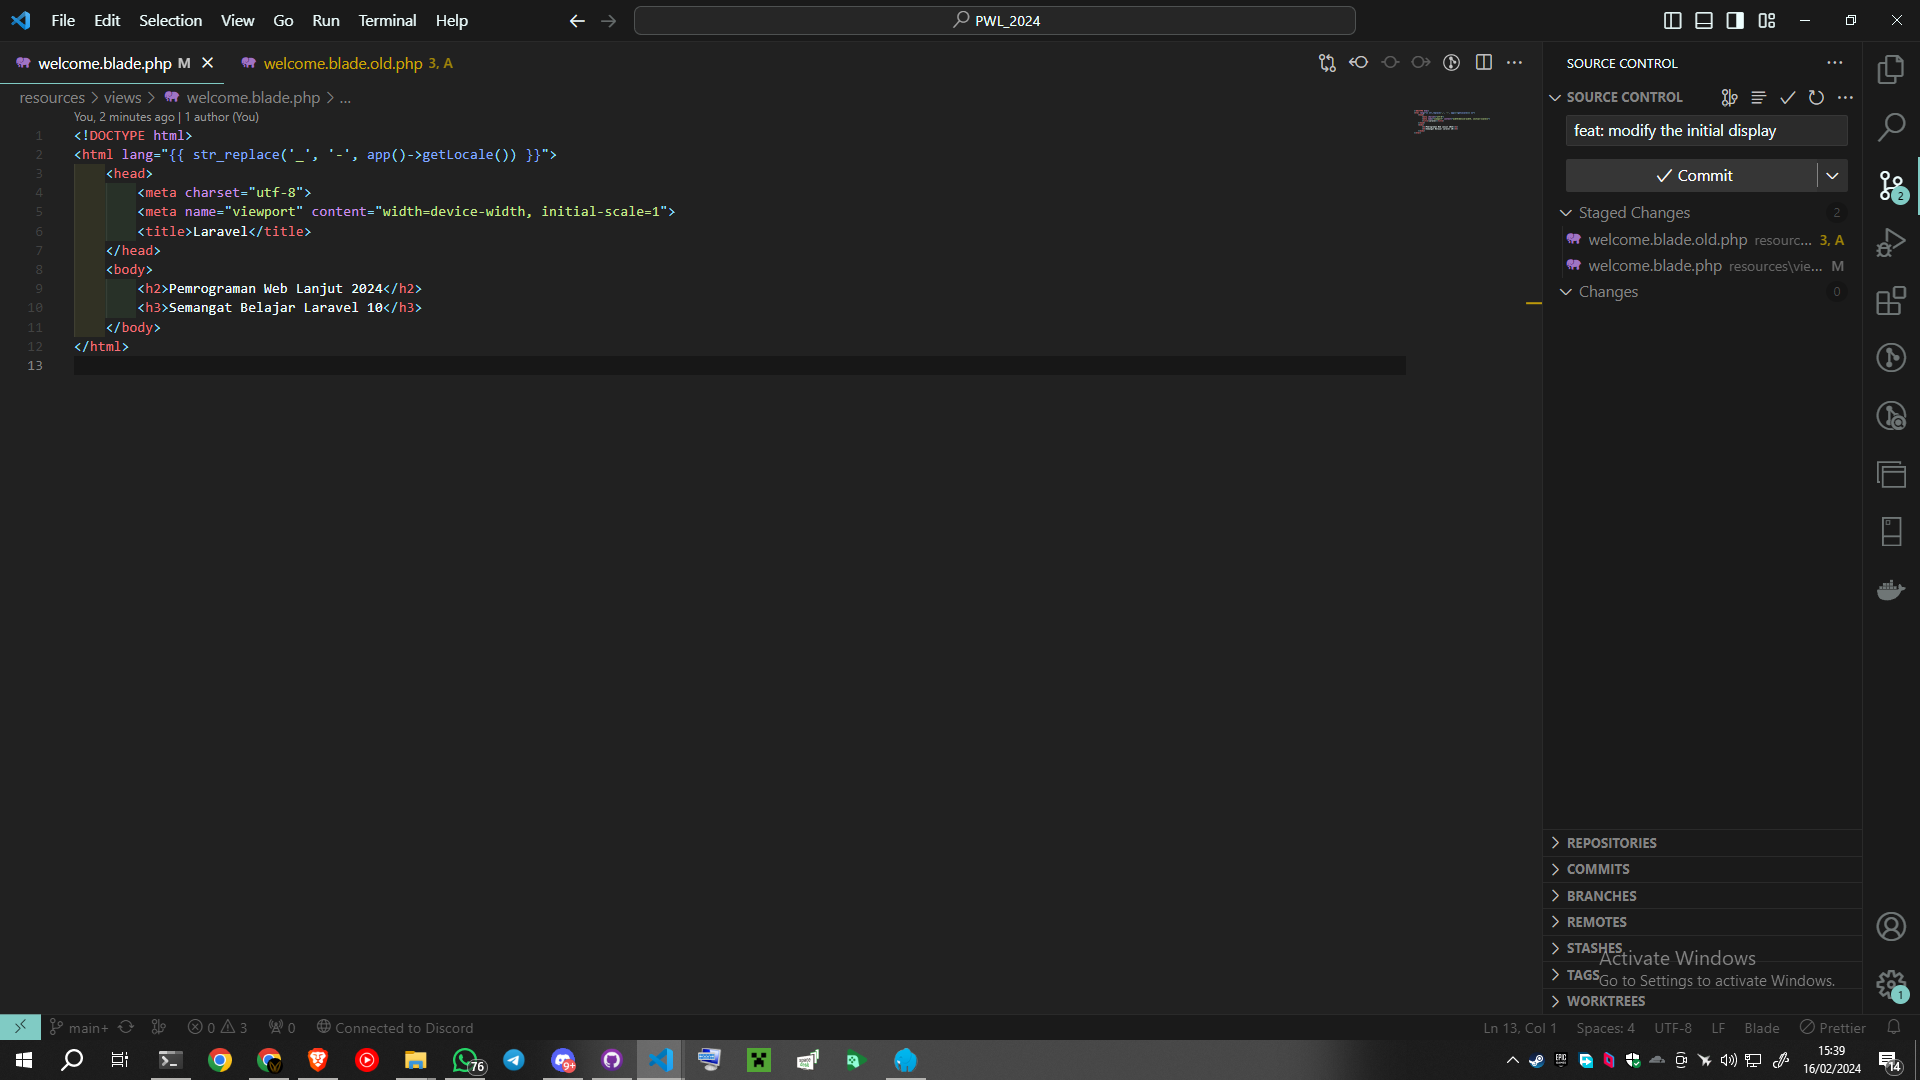 File Edit Selection View Go Run Terminal Help
PWL_2024
welcome.blade.php M
welcome.blade.old.php 3, A
resources > views > welcome.blade.php > ...
You, 2 minutes ago | 1 author (You)
1 <!DOCTYPE html>
2 <html lang="{{ str_replace('_', '-', app()->getLocale()) }}">
3 <head>
4 <meta charset="utf-8">
5 <meta name="viewport" content="width=device-width, initial-scale=1">
6 <title>Laravel</title>
7 </head>
8 <body>
9 <h2>Pemrograman Web Lanjut 2024</h2>
10 <h3>Semangat Belajar Laravel 10</h3>
11 </body>
12 </html>
13
SOURCE CONTROL
SOURCE CONTROL
feat: modify the initial display
Commit
Staged Changes 2
welcome.blade.old.php resourc... 3, A
welcome.blade.php resources\vie... M
Changes 0
2
REPOSITORIES
COMMITS
BRANCHES
REMOTES
STASHES
TAGS
WORKTREES
Activate Windows
Go to Settings to activate Windows.
1
main+ 0 3 0 Connected to Discord
Ln 13, Col 1 Spaces: 4 UTF-8 LF Blade Prettier
76
9+
15:39
16/02/2024
14